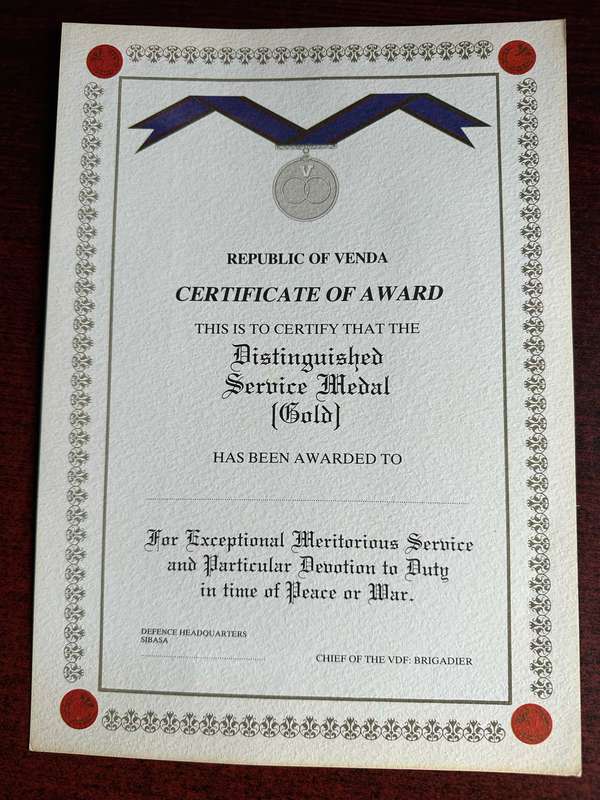 V
REPUBLIC OF VENDA
CERTIFICATE OF AWARD
THIS IS TO CERTIFY THAT THE
Distinguished
Service Medal
(Gold)
HAS BEEN AWARDED TO
For Exceptional Meritorious Service
and Particular Devotion to Duty
in time of Peace or War.
DEFENCE HEADQUARTERS
SIBASA
CHIEF OF THE VDF: BRIGADIER